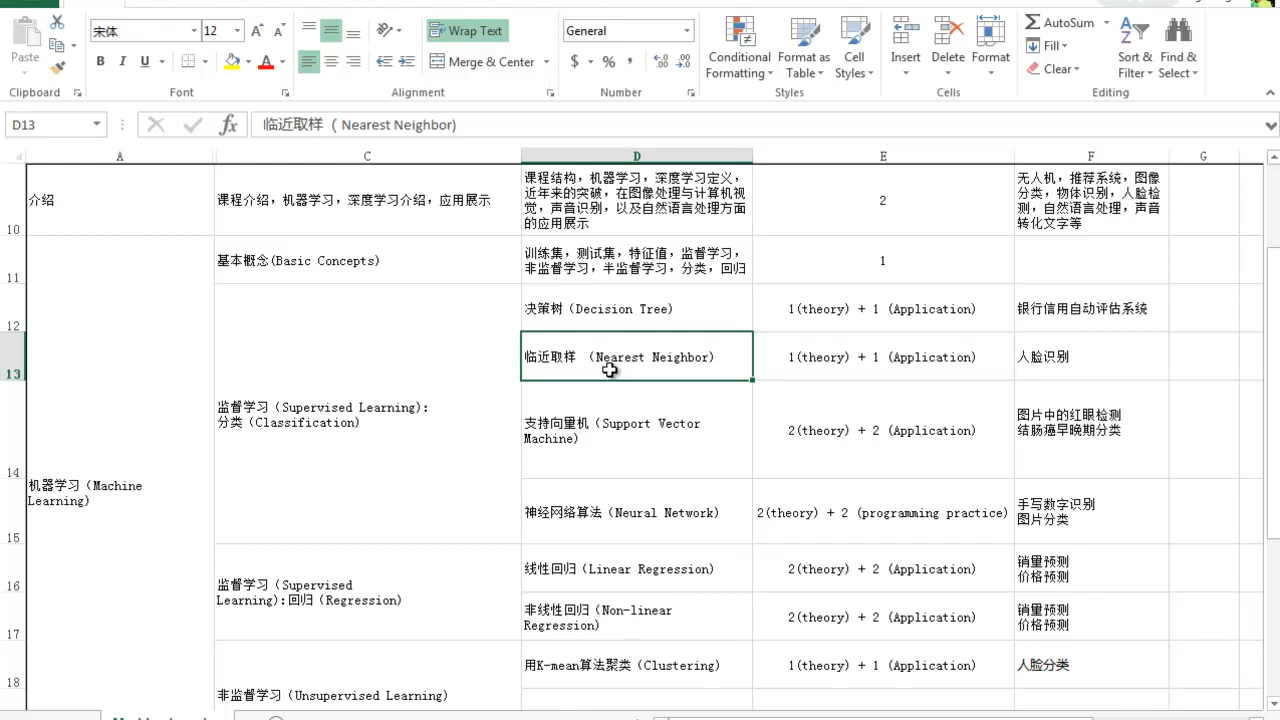 宋体
12
Wrap Text
General
AutoSum
Paste
B I U
Merge & Center
$ % ,
Conditional Formatting
Format as Table
Cell Styles
Insert
Delete
Format
Fill
Clear
Sort & Filter
Find & Select
Clipboard
Font
Alignment
Number
Styles
Cells
Editing
D13
fx
临近取样 （ Nearest Neighbor)
A C D E F G
介绍
课程介绍，机器学习，深度学习介绍，应用展示
课程结构，机器学习，深度学习定义，
近年来的突破，在图像处理与计算机视
觉，声音识别，以及自然语言处理方面
的应用展示
2
无人机，推荐系统，图像
分类，物体识别，人脸检
测，自然语言处理，声音
转化文字等
10
基本概念(Basic Concepts)
训练集，测试集，特征值，监督学习，
非监督学习，半监督学习，分类，回归
1
11
决策树（Decision Tree)
1(theory) + 1 (Application)
银行信用自动评估系统
12
临近取样 （Nearest Neighbor)
1(theory) + 1 (Application)
人脸识别
13
监督学习（Supervised Learning):
分类（Classification)
支持向量机（Support Vector
Machine)
2(theory) + 2 (Application)
图片中的红眼检测
结肠癌早晚期分类
14
机器学习（Machine
Learning)
神经网络算法（Neural Network)
2(theory) + 2 (programming practice)
手写数字识别
图片分类
15
监督学习（Supervised
Learning):回归（Regression)
线性回归（Linear Regression)
2(theory) + 2 (Application)
销量预测
价格预测
16
非线性回归（Non-linear
Regression)
2(theory) + 2 (Application)
销量预测
价格预测
17
用K-mean算法聚类（Clustering)
1(theory) + 1 (Application)
人脸分类
18
非监督学习（Unsupervised Learning)